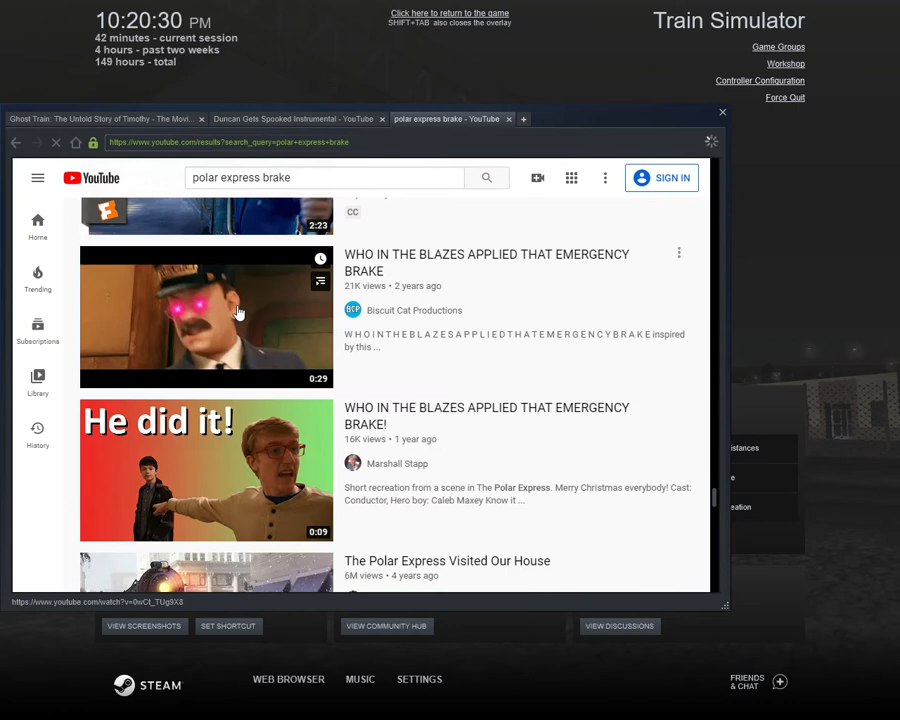 10:20:30 PM
42 minutes - current session
4 hours - past two weeks
149 hours - total
Click here to return to the game
SHIFT+TAB also closes the overlay
Train Simulator
Game Groups
Workshop
Controller Configuration
Force Quit
Ghost Train: The Untold Story of Timothy - The Movi...
Duncan Gets Spooked Instrumental - YouTube
polar express brake - YouTube
https://www.youtube.com/results?search_query=polar+express+brake
YouTube
polar express brake
SIGN IN
Home
Trending
Subscriptions
Library
History
2:23
CC
WHO IN THE BLAZES APPLIED THAT EMERGENCY
BRAKE
21K views • 2 years ago
BCP
Biscuit Cat Productions
W H O I N T H E B L A Z E S A P P L I E D T H A T E M E R G E N C Y B R A K E inspired
by this ...
0:29
He did it!
0:09
WHO IN THE BLAZES APPLIED THAT EMERGENCY
BRAKE!
16K views • 1 year ago
Marshall Stapp
Short recreation from a scene in The Polar Express. Merry Christmas everybody! Cast:
Conductor, Hero boy: Caleb Maxey Know it ...
The Polar Express Visited Our House
6M views • 4 years ago
https://www.youtube.com/watch?v=0wCt_TUg9X8
istances
e
eation
VIEW SCREENSHOTS
SET SHORTCUT
VIEW COMMUNITY HUB
VIEW DISCUSSIONS
STEAM
WEB BROWSER
MUSIC
SETTINGS
FRIENDS
& CHAT